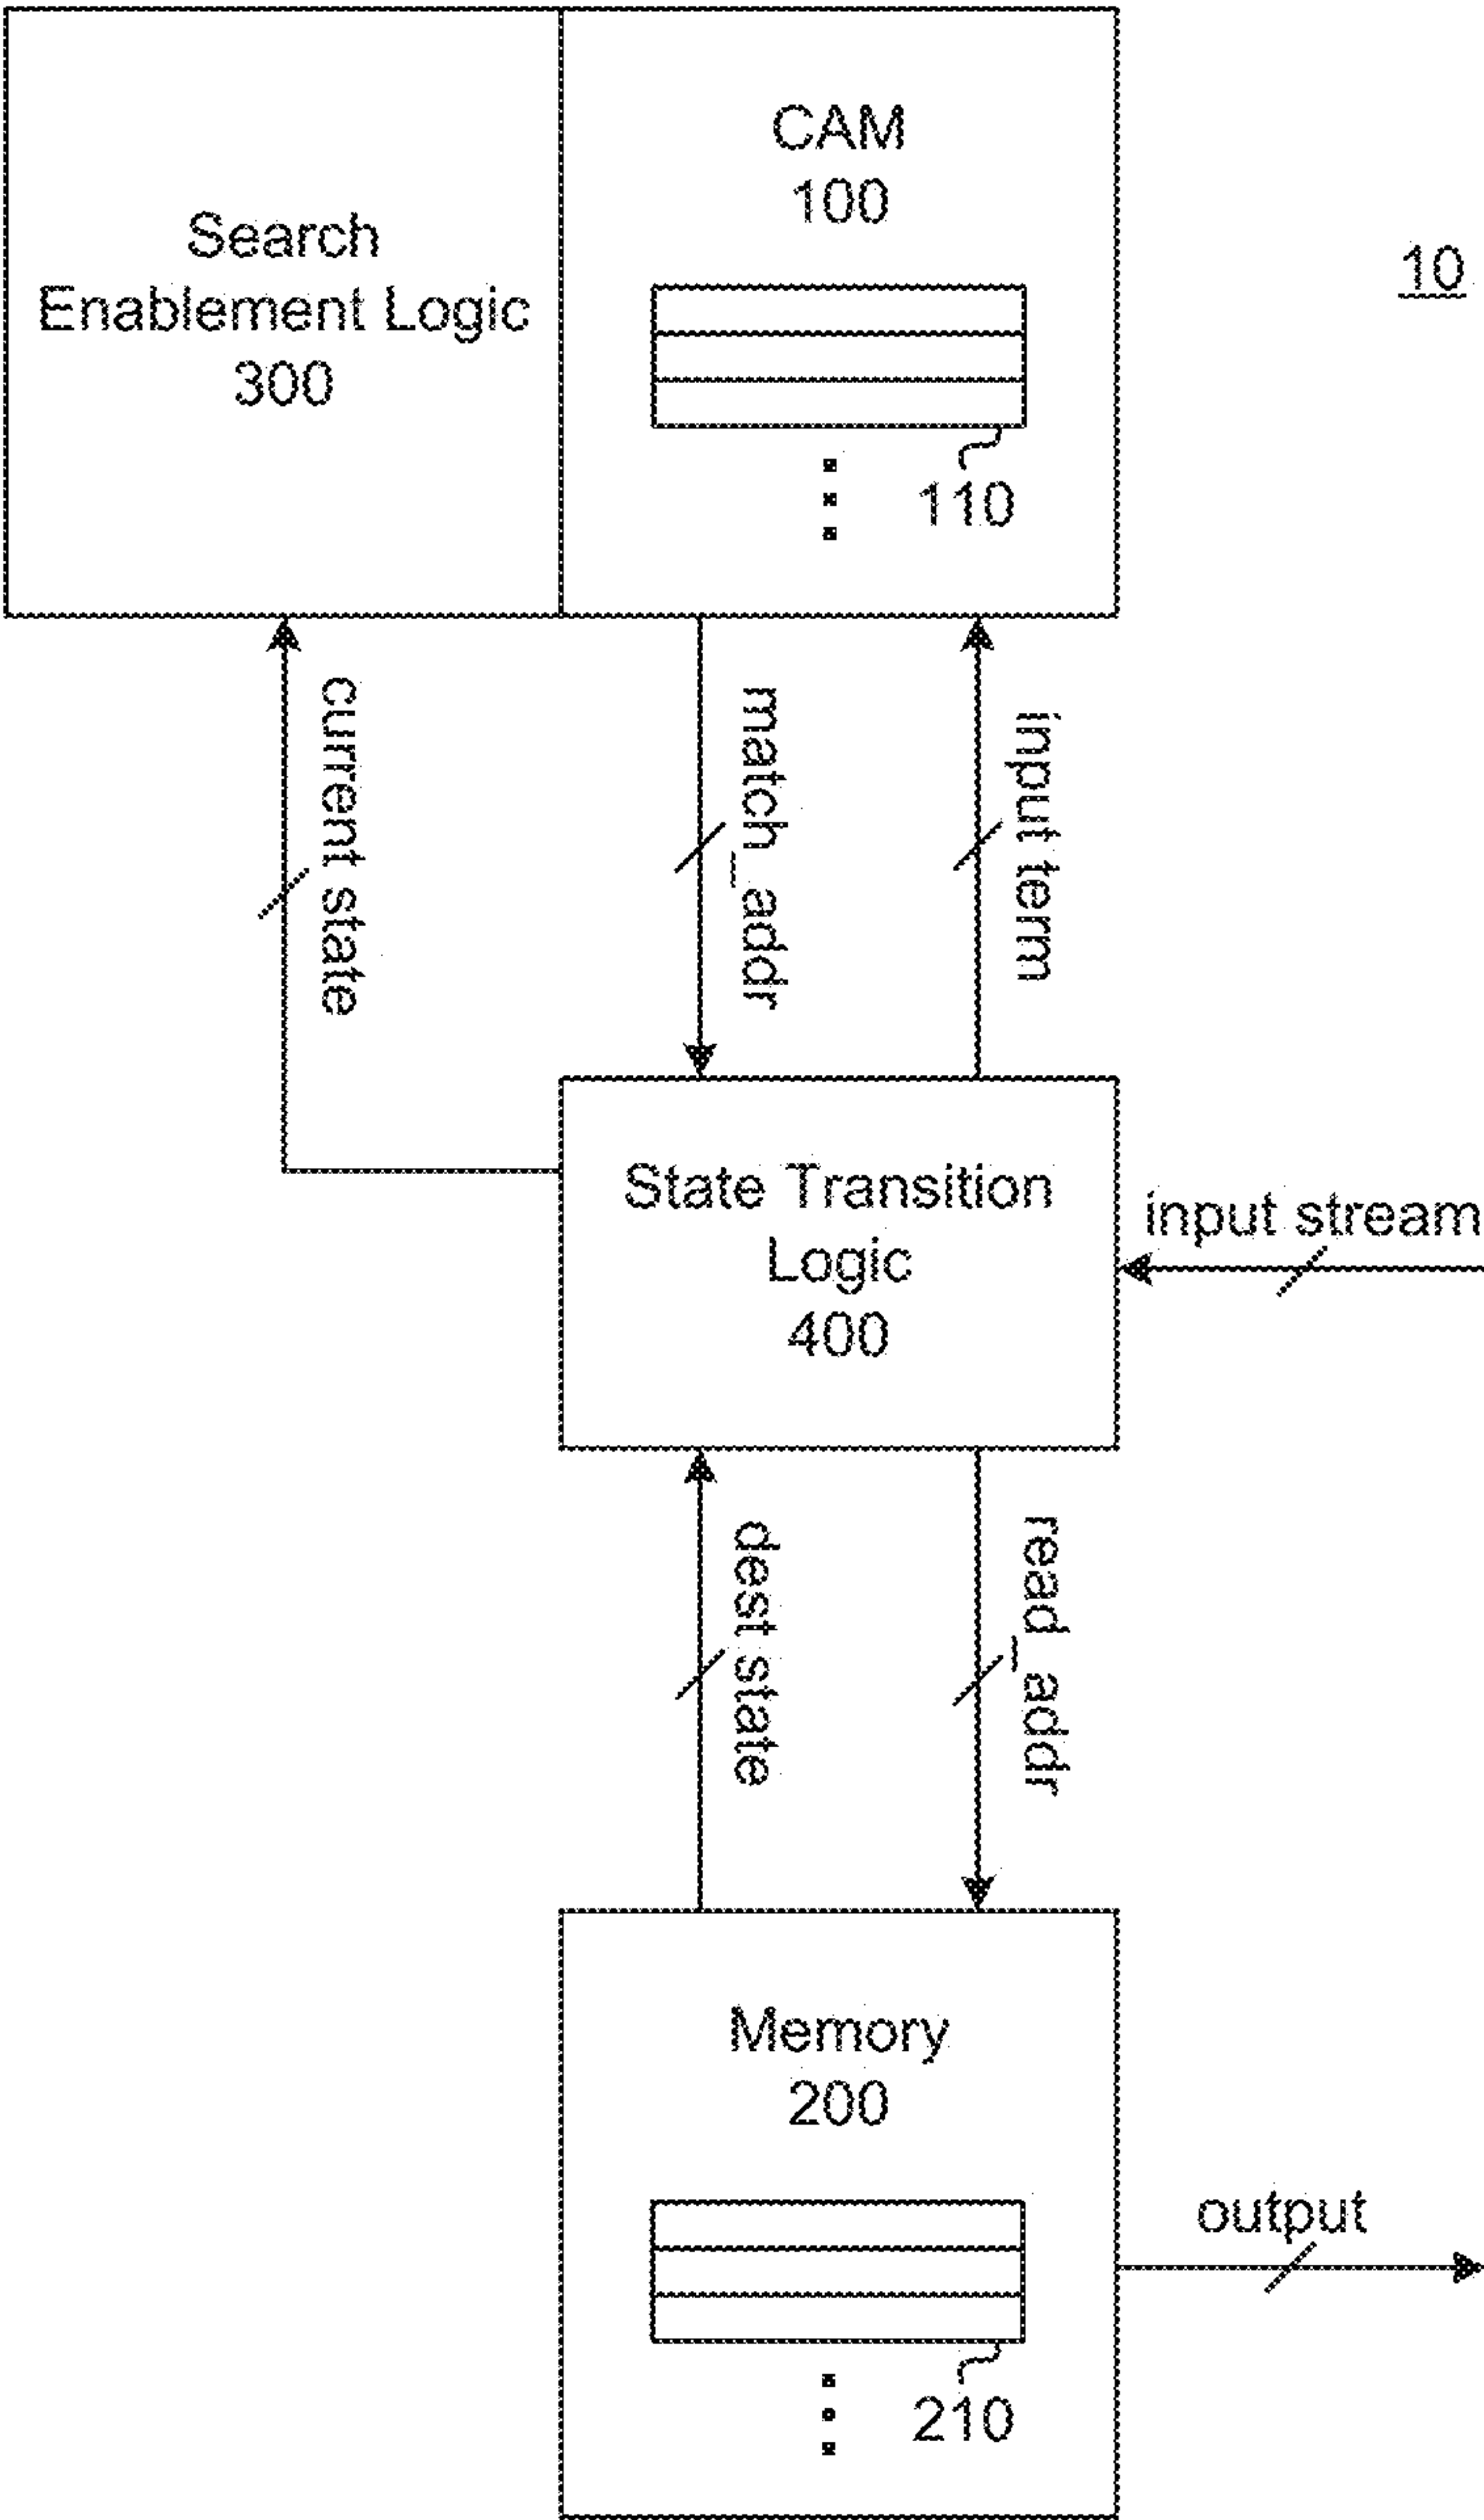 CAM
100
Search
Enablement Logic
300
10
110
current state
match_addr
input term
State Transition
Logic
400
input stream
dest state
read_addr
Memory
200
output
210